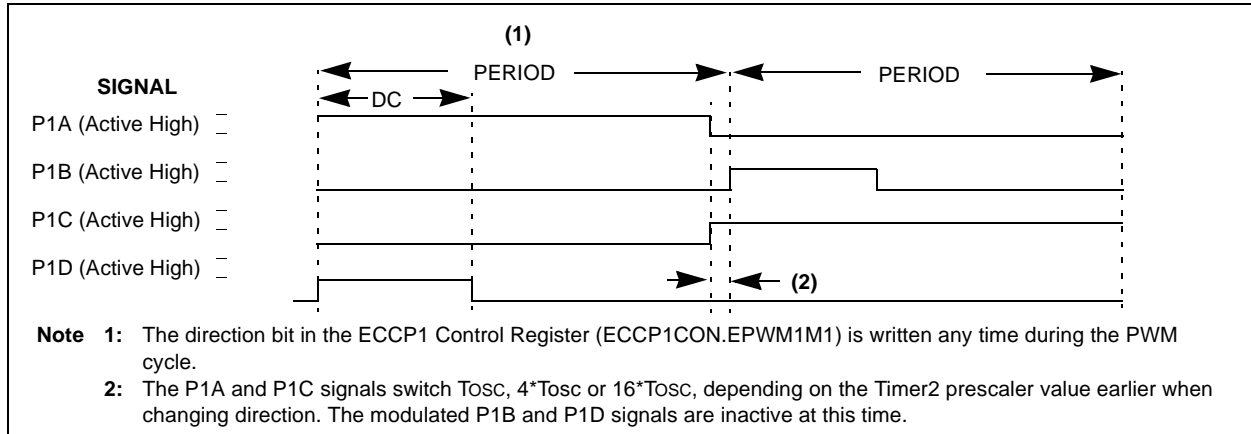 (1)
PERIOD PERIOD
SIGNAL
DC
P1A (Active High)
P1B (Active High)
P1C (Active High)
P1D (Active High)
(2)
Note 1: The direction bit in the ECCP1 Control Register (ECCP1CON.EPWM1M1) is written any time during the PWM
cycle.
2: The P1A and P1C signals switch TOSC, 4*Tosc or 16*TOSC, depending on the Timer2 prescaler value earlier when
changing direction. The modulated P1B and P1D signals are inactive at this time.